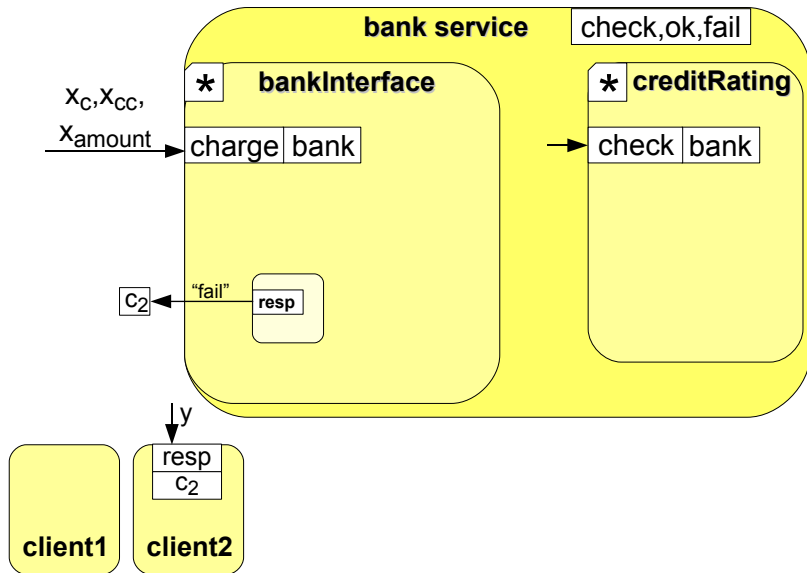 bank service
check,ok,fail
* bankInterface
* creditRating
xc,xcc,
xamount
charge bank
check bank
c2
“fail”
resp
y
resp
c2
client1
client2